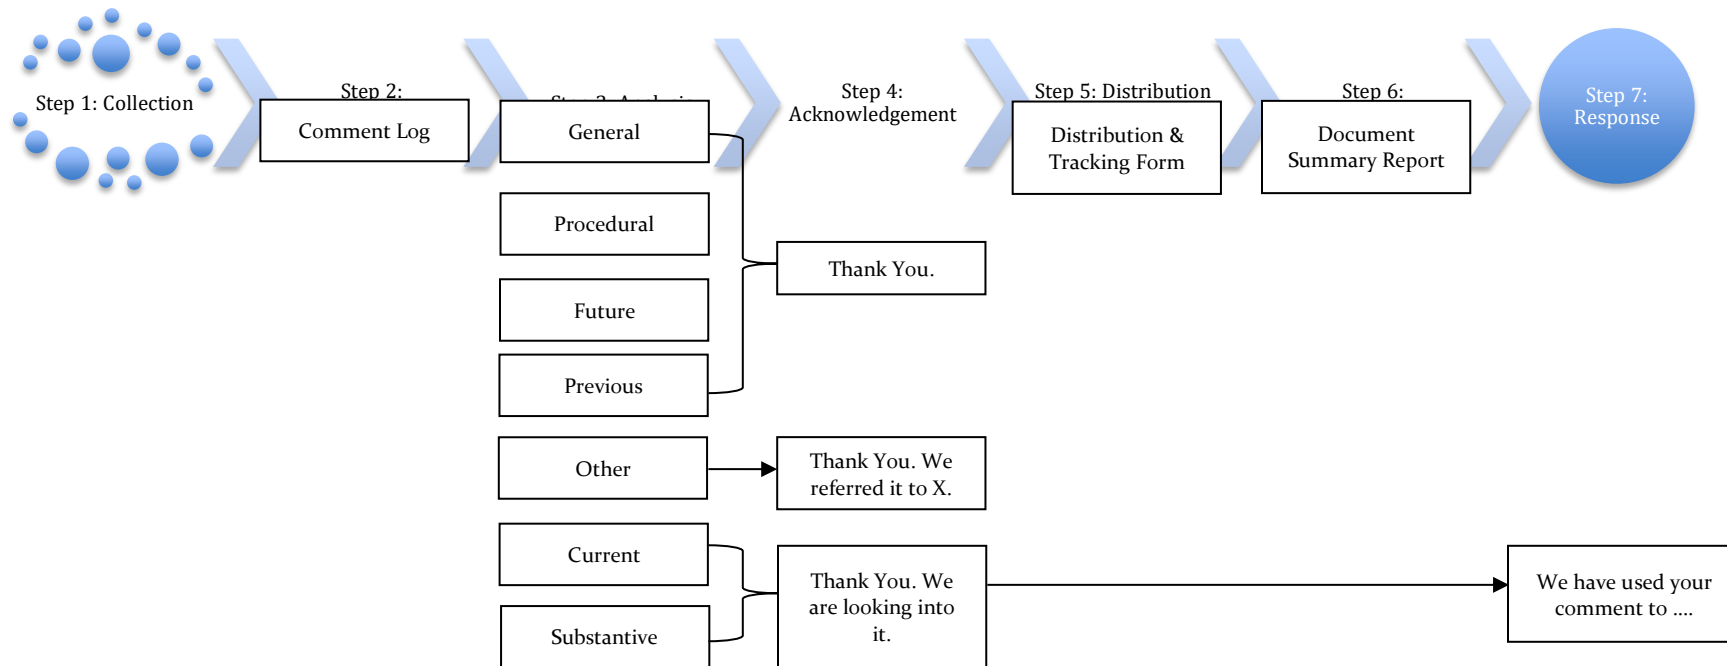 Step 1: Collection
Step 2:
Comment Log
General
Procedural
Future
Previous
Other
Current
Substantive
Step 4:
Acknowledgement
Thank You.
Thank You. We
referred it to X.
Thank You. We
are looking into
it.
Step 5: Distribution
Distribution &
Tracking Form
Step 6:
Document
Summary Report
Step 7:
Response
We have used your
comment to ....